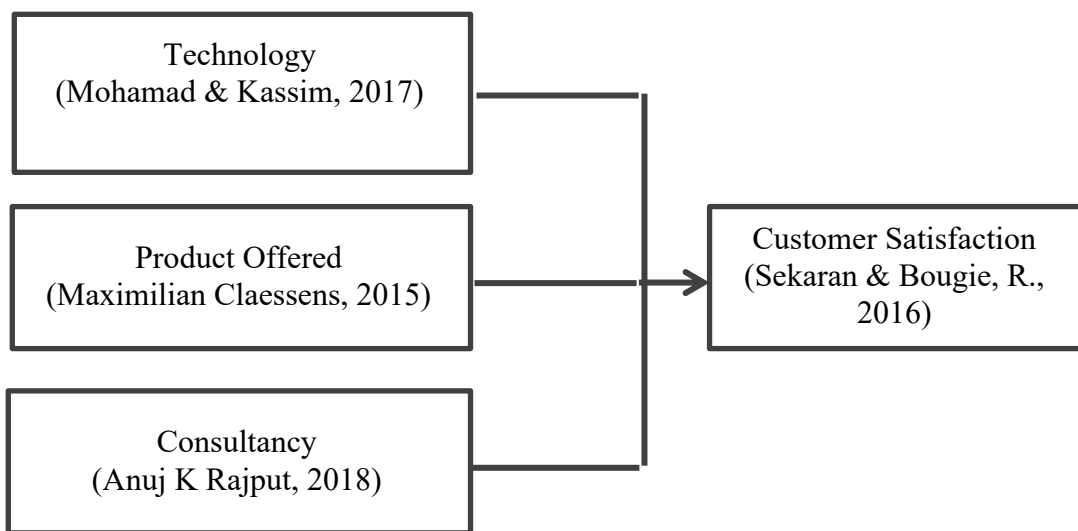 Technology
(Mohamad & Kassim, 2017)
Product Offered
(Maximilian Claessens, 2015)
Consultancy
(Anuj K Rajput, 2018)
Customer Satisfaction
(Sekaran & Bougie, R.,
2016)